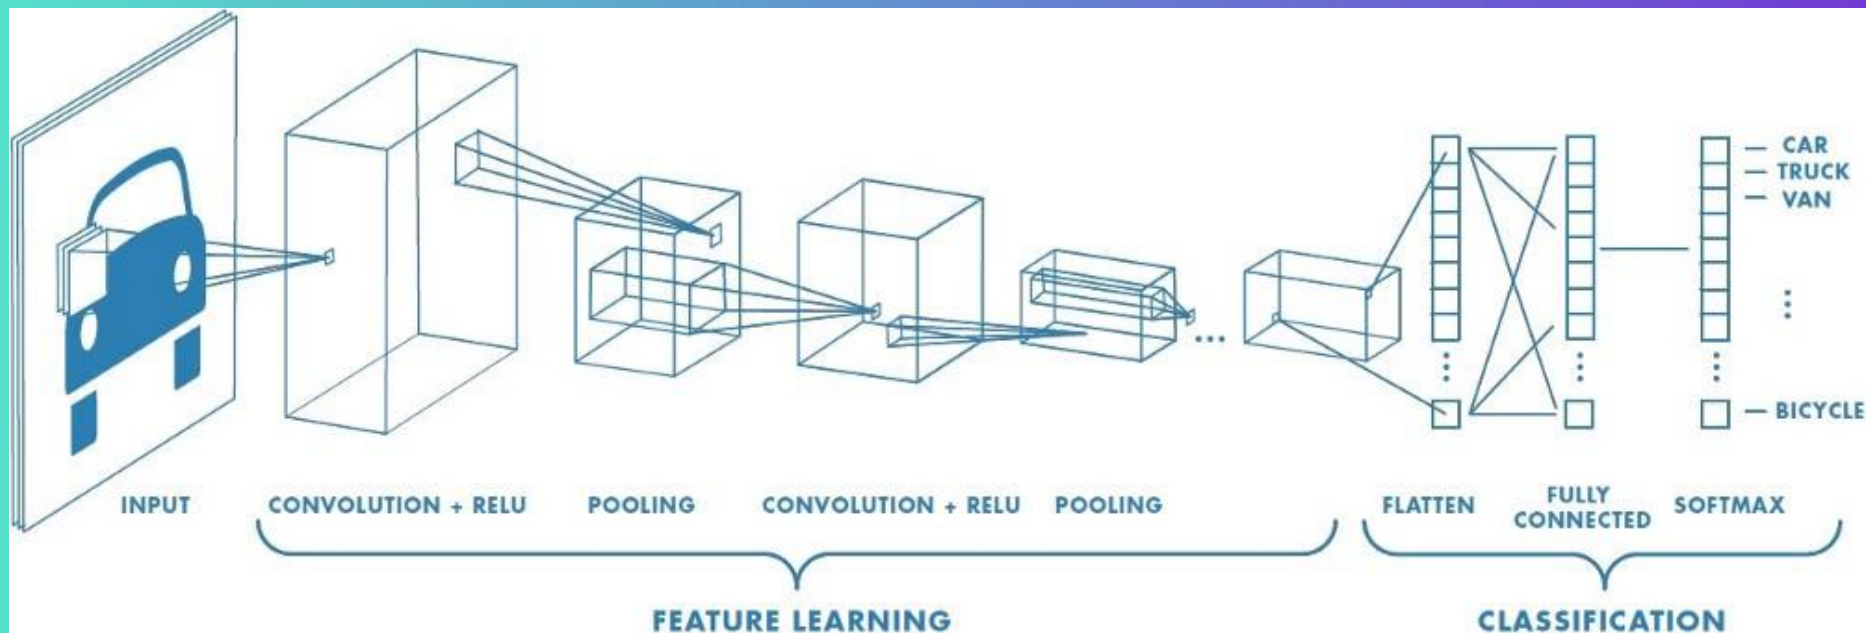 CAR
TRUCK
VAN
BICYCLE
INPUT
CONVOLUTION + RELU
POOLING
CONVOLUTION + RELU
POOLING
FLATTEN
FULLY
CONNECTED
SOFTMAX
FEATURE LEARNING
CLASSIFICATION